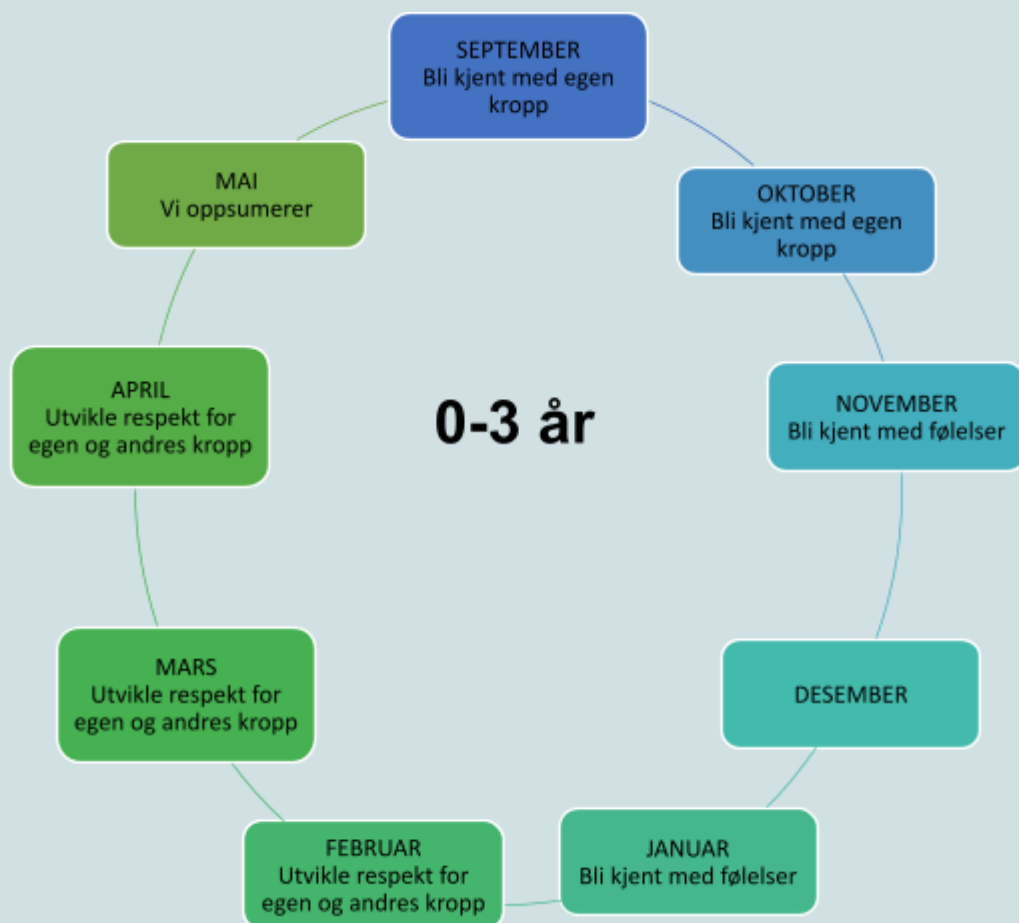 SEPTEMBER
Bli kjent med egen
kropp
OKTOBER
Bli kjent med egen
kropp
NOVEMBER
Bli kjent med følelser
DESEMBER
JANUAR
Bli kjent med følelser
FEBRUAR
Utvikle respekt for
egen og andres kropp
MARS
Utvikle respekt for
egen og andres kropp
APRIL
Utvikle respekt for
egen og andres kropp
MAI
Vi oppsumerer
0-3 år